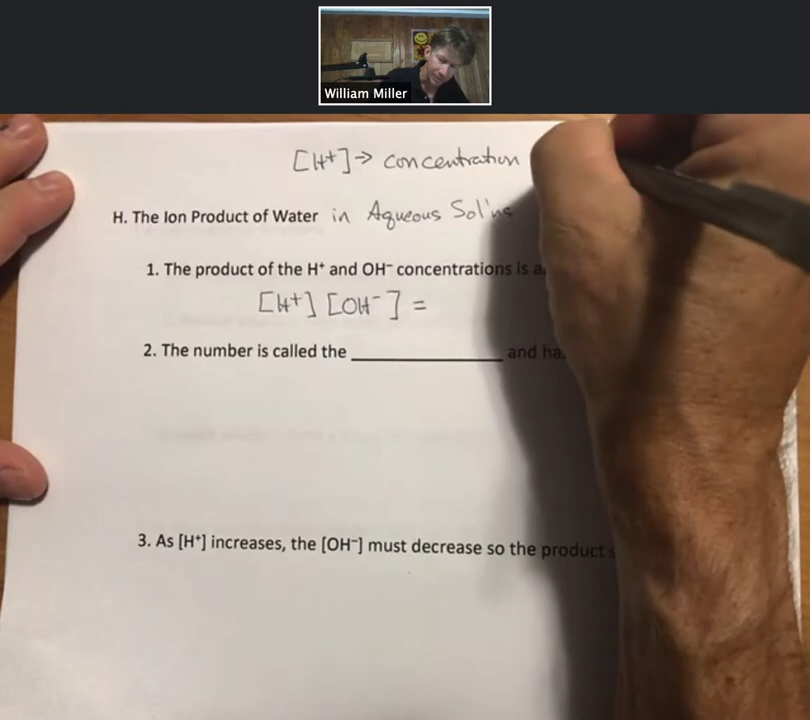 William Miller
[H+] → concentration
H. The Ion Product of Water in Aqueous Sol'ns
1. The product of the H⁺ and OH⁻ concentrations is a
[H+] [OH⁻] =
2. The number is called the ______________ and ha
3. As [H⁺] increases, the [OH⁻] must decrease so the product s